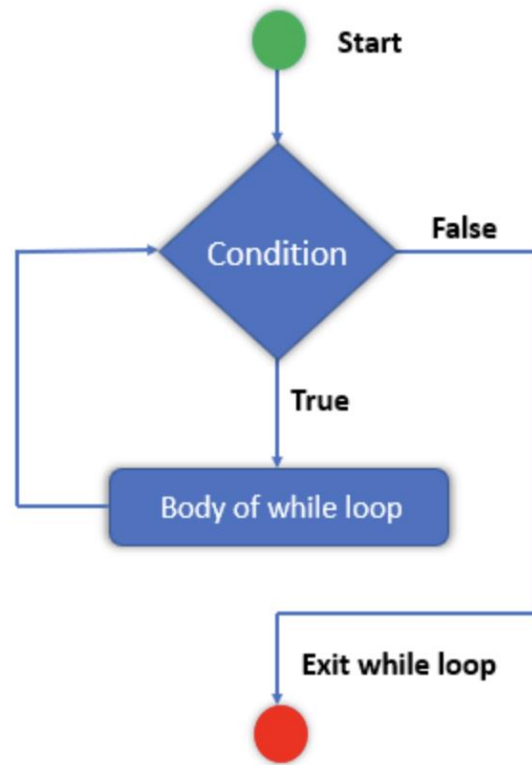 Start
Condition
False
True
Body of while loop
Exit while loop